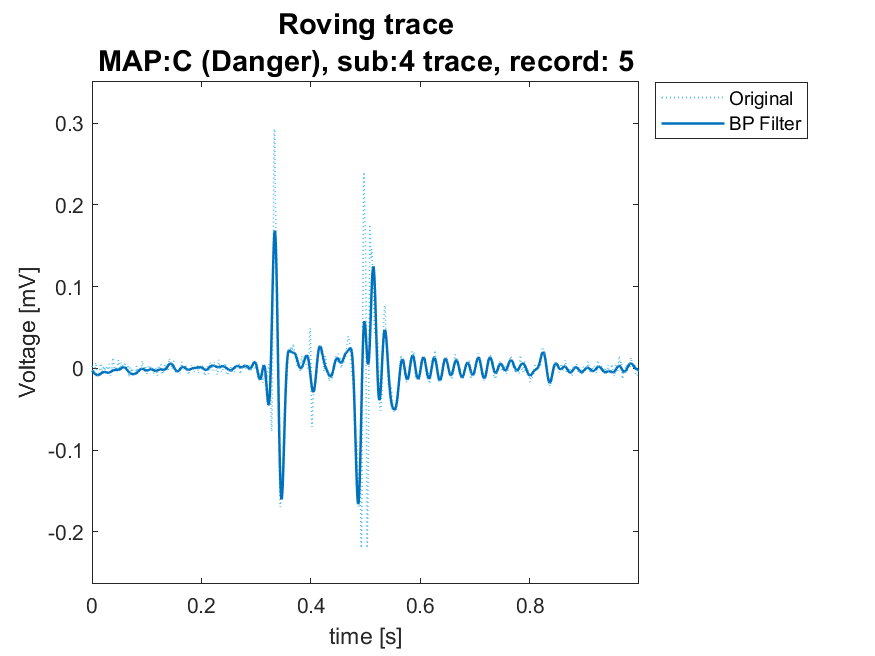 Roving trace
MAP:C (Danger), sub:4 trace, record: 5
Original
BP Filter
0.3
0.2
0.1
0
-0.1
-0.2
Voltage [mV]
0
0.2
0.4
0.6
0.8
time [s]